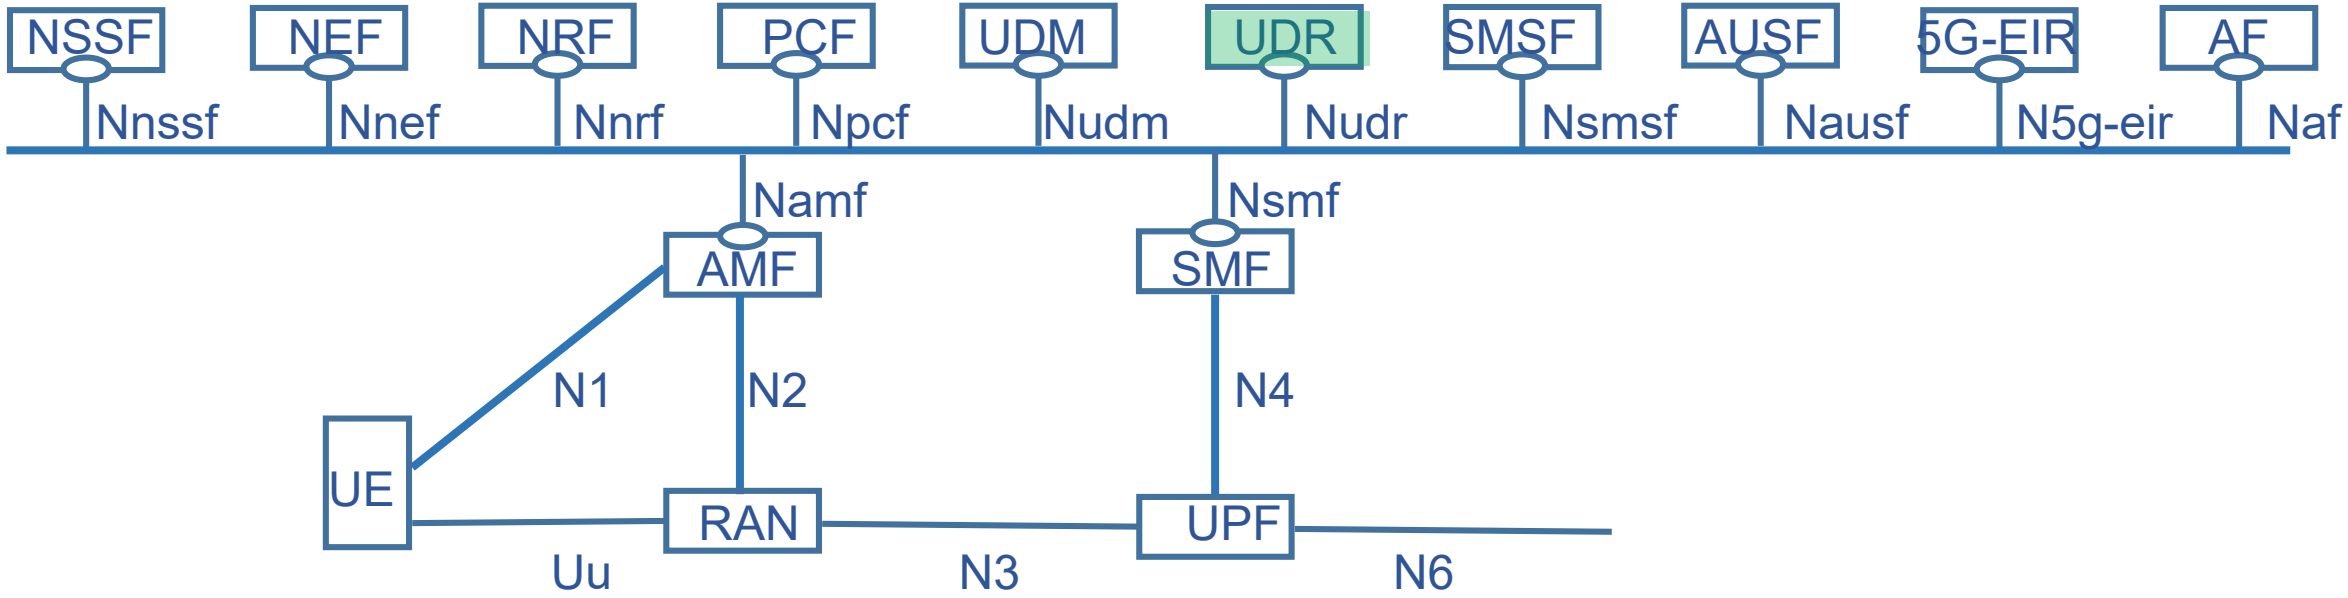 NSSF NEF NRF PCF UDM UDR SMSF AUSF 5G-EIR AF
Nnssf Nnef Nnrf Npcf Nudm Nudr Nsmsf Nausf N5g-eir Naf
Namf Nsmf
AMF SMF
N1 N2 N4
UE RAN UPF
Uu N3 N6